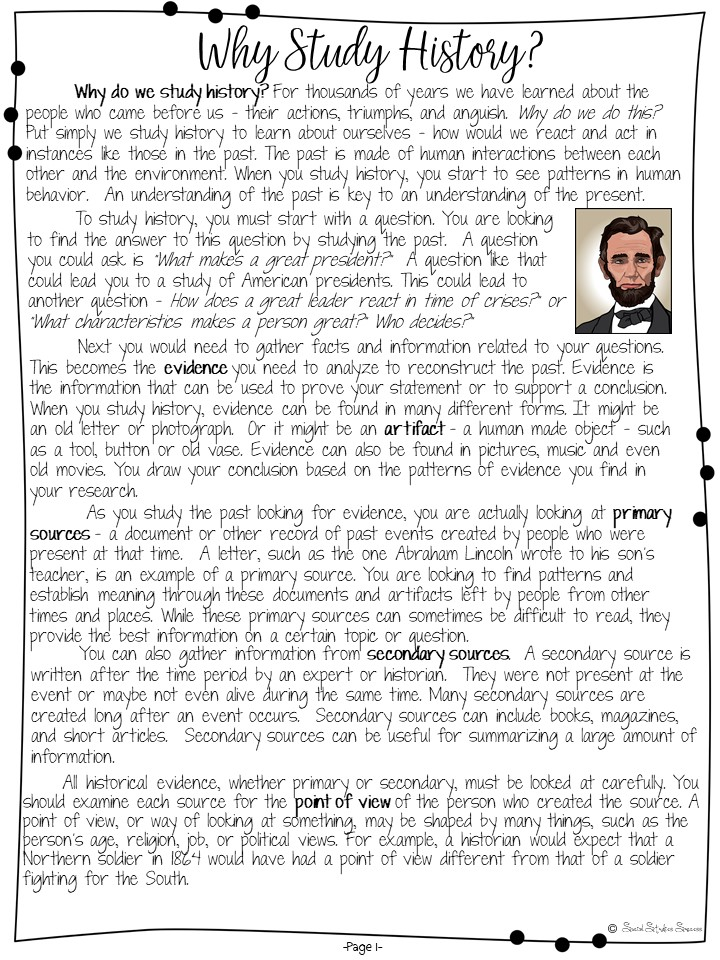 Why Study History?
Why do we study history? For thousands of years we have learned about the
people who came before us - their actions, triumphs, and anguish. Why do we do this?
Put simply we study history to learn about ourselves - how would we react and act in
instances like those in the past. The past is made of human interactions between each
other and the environment. When you study history, you start to see patterns in human
behavior. An understanding of the past is key to an understanding of the present.
To study history, you must start with a question. You are looking
to find the answer to this question by studying the past. A question
you could ask is "What makes a great president?" A question like that
could lead you to a study of American presidents. This could lead to
another question - How does a great leader react in time of crises?" or
"What characteristics makes a person great?" Who decides?"
Next you would need to gather facts and information related to your questions.
This becomes the evidence you need to analyze to reconstruct the past. Evidence is
the information that can be used to prove your statement or to support a conclusion.
When you study history, evidence can be found in many different forms. It might be
an old letter or photograph. Or it might be an artifact - a human made object - such
as a tool, button or old vase. Evidence can also be found in pictures, music and even
old movies. You draw your conclusion based on the patterns of evidence you find in
your research.
As you study the past looking for evidence, you are actually looking at primary
sources - a document or other record of past events created by people who were
present at that time. A letter, such as the one Abraham Lincoln wrote to his son's
teacher, is an example of a primary source. You are looking to find patterns and
establish meaning through these documents and artifacts left by people from other
times and places. While these primary sources can sometimes be difficult to read, they
provide the best information on a certain topic or question.
You can also gather information from secondary sources. A secondary source is
written after the time period by an expert or historian. They were not present at the
event or maybe not even alive during the same time. Many secondary sources are
created long after an event occurs. Secondary sources can include books, magazines,
and short articles. Secondary sources can be useful for summarizing a large amount of
information.
All historical evidence, whether primary or secondary, must be looked at carefully. You
should examine each source for the point of view of the person who created the source. A
point of view, or way of looking at something, may be shaped by many things, such as the
person's age, religion, job, or political views. For example, a historian would expect that a
Northern soldier in 1864 would have had a point of view different from that of a soldier
fighting for the South.
© Social Studies Success
-Page 1-